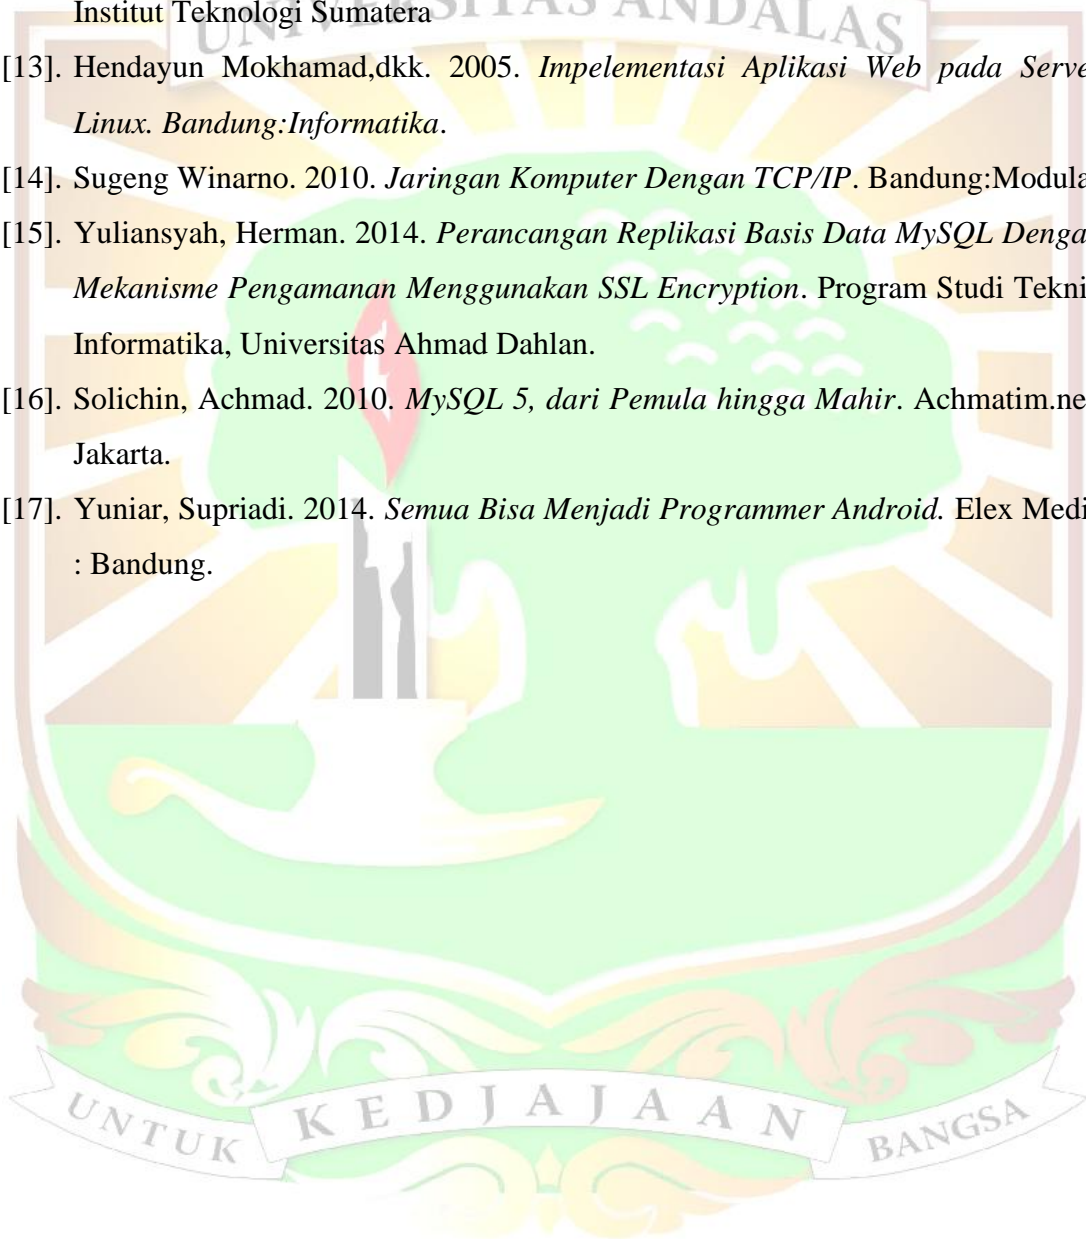 Institut Teknologi Sumatera
UNIVERSITAS ANDALAS
[13]. Hendayun Mokhamad,dkk. 2005. Impelementasi Aplikasi Web pada Serve
Linux. Bandung:Informatika.
[14]. Sugeng Winarno. 2010. Jaringan Komputer Dengan TCP/IP. Bandung:Modula
[15]. Yuliansyah, Herman. 2014. Perancangan Replikasi Basis Data MySQL Denga
Mekanisme Pengamanan Menggunakan SSL Encryption. Program Studi Tekni
Informatika, Universitas Ahmad Dahlan.
[16]. Solichin, Achmad. 2010. MySQL 5, dari Pemula hingga Mahir. Achmatim.ne
Jakarta.
[17]. Yuniar, Supriadi. 2014. Semua Bisa Menjadi Programmer Android. Elex Medi
: Bandung.
UNTUK KEDJAJAAN BANGSA